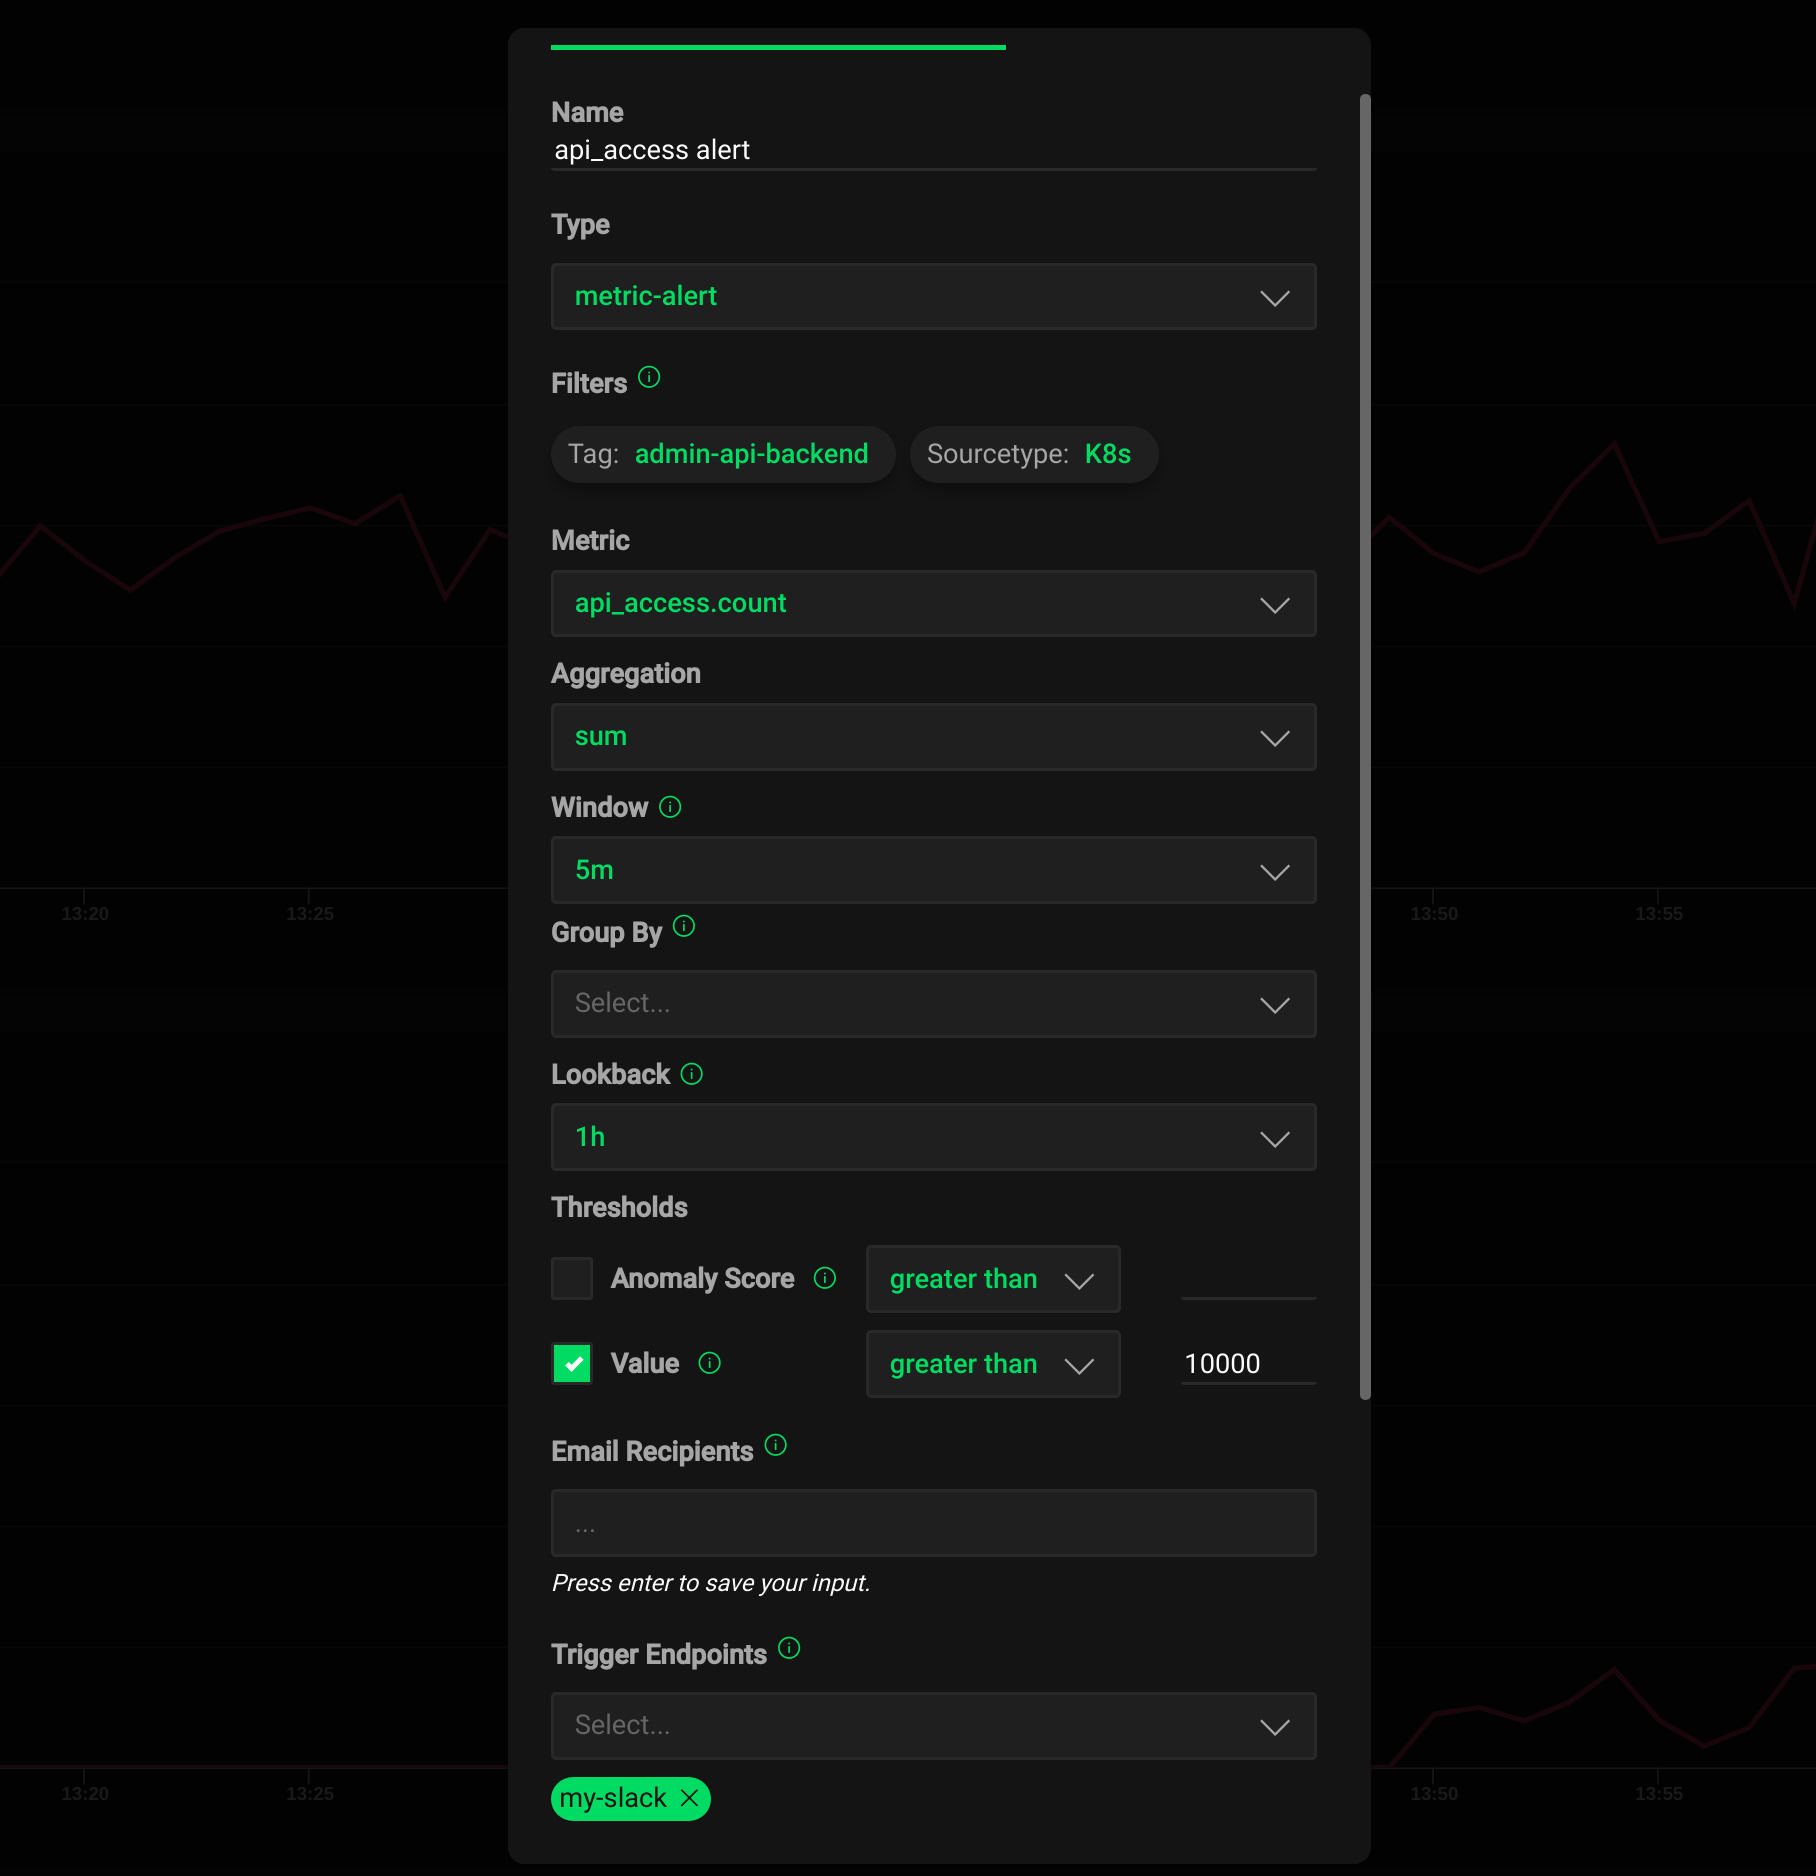 Name
api_access alert
Type
metric-alert
Filters
Tag: admin-api-backend Sourcetype: K8s
Metric
api_access.count
Aggregation
sum
Window
5m
Group By
Select...
Lookback
1h
Thresholds
Anomaly Score greater than
Value greater than 10000
Email Recipients
...
Press enter to save your input.
Trigger Endpoints
Select...
my-slack
13:20 13:25 13:50 13:55
13:20 13:25 13:50 13:55